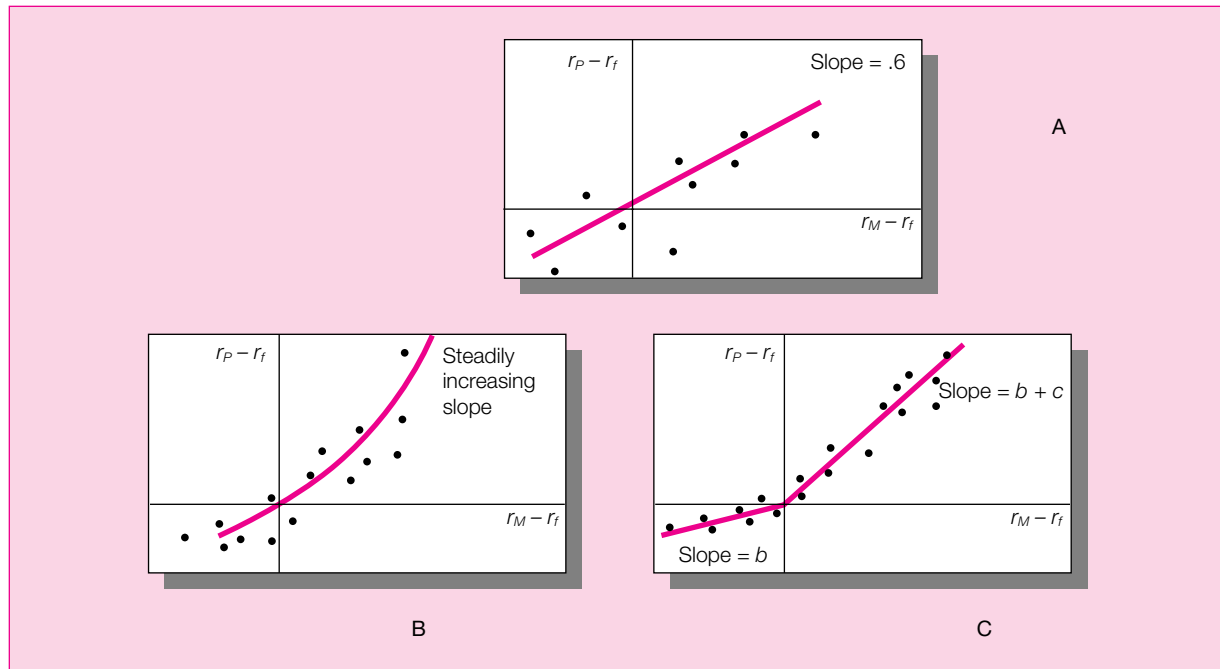 r_P – r_f
Slope = .6
r_M – r_f
A
r_P – r_f
Steadily
increasing
slope
r_M – r_f
B
r_P – r_f
Slope = b + c
r_M – r_f
Slope = b
C